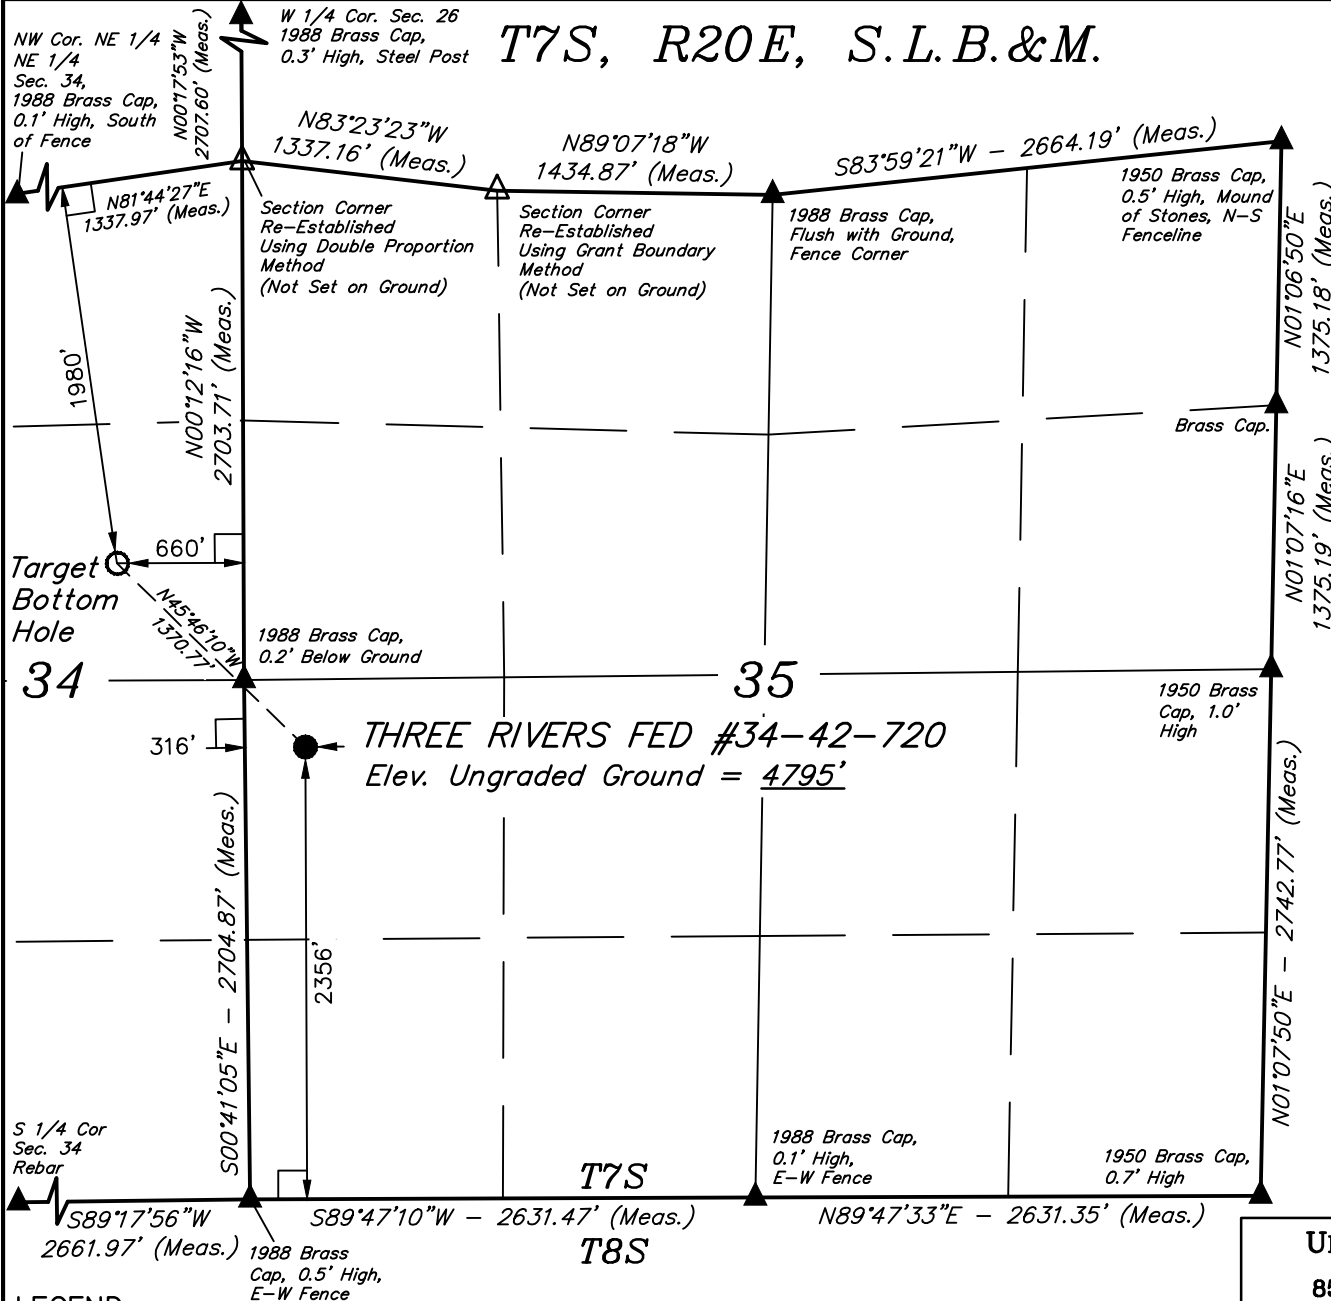 T7S, R20E, S.L.B.&M.
W 1/4 Cor. Sec. 26
1988 Brass Cap,
0.3' High, Steel Post
NW Cor. NE 1/4
NE 1/4
Sec. 34,
1988 Brass Cap,
0.1' High, South
of Fence
N00°17'53"W
2707.60' (Meas.)
N83°23'23"W
1337.16' (Meas.)
N89°07'18"W
1434.87' (Meas.)
S83°59'21"W - 2664.19' (Meas.)
N81°44'27"E
1337.97' (Meas.)
Section Corner
Re-Established
Using Double Proportion
Method
(Not Set on Ground)
Section Corner
Re-Established
Using Grant Boundary
Method
(Not Set on Ground)
1988 Brass Cap,
Flush with Ground,
Fence Corner
1950 Brass Cap,
0.5' High, Mound
of Stones, N-S
Fenceline
N01°06'50"E
1375.18' (Meas.)
1980'
N00°12'16"W
2703.71' (Meas.)
Brass Cap.
N01°07'16"E
1375.19' (Meas.)
660'
Target
Bottom
Hole
N45°46'10"W
1370.77'
1988 Brass Cap,
0.2' Below Ground
34
35
1950 Brass
Cap, 1.0'
High
316'
THREE RIVERS FED #34-42-720
Elev. Ungraded Ground = 4795'
S00°41'05"E - 2704.87' (Meas.)
2356'
N01°07'50"E - 2742.77' (Meas.)
S 1/4 Cor
Sec. 34
Rebar
1988 Brass Cap,
0.1' High,
E-W Fence
1950 Brass Cap,
0.7' High
T7S
S89°17'56"W
2661.97' (Meas.)
S89°47'10"W - 2631.47' (Meas.)
N89°47'33"E - 2631.35' (Meas.)
T8S
1988 Brass
Cap, 0.5' High,
E-W Fence
LEGEND
85